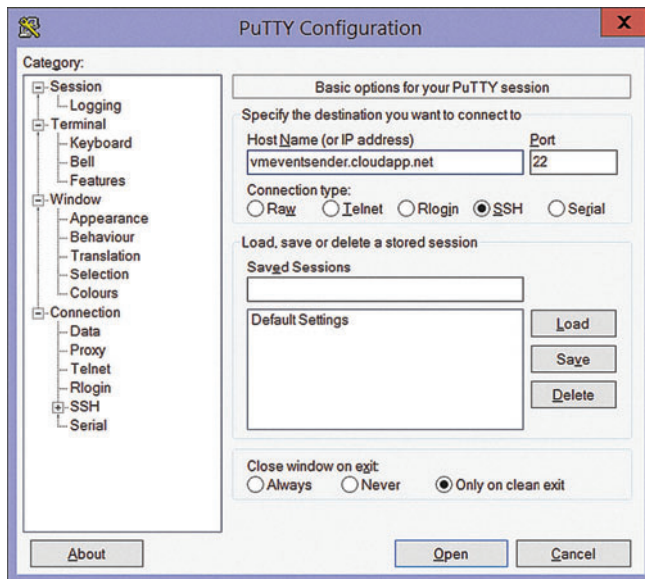 PuTTY Configuration
X
Category:
Session
Logging
Terminal
Keyboard
Bell
Features
Window
Appearance
Behaviour
Translation
Selection
Colours
Connection
Data
Proxy
Telnet
Rlogin
SSH
Serial
Basic options for your PuTTY session
Specify the destination you want to connect to
Host Name (or IP address) Port
vmeventsender.cloudapp.net 22
Connection type:
Raw Telnet Rlogin SSH Serial
Load, save or delete a stored session
Saved Sessions
Default Settings
Load
Save
Delete
Close window on exit:
Always Never Only on clean exit
About Open Cancel